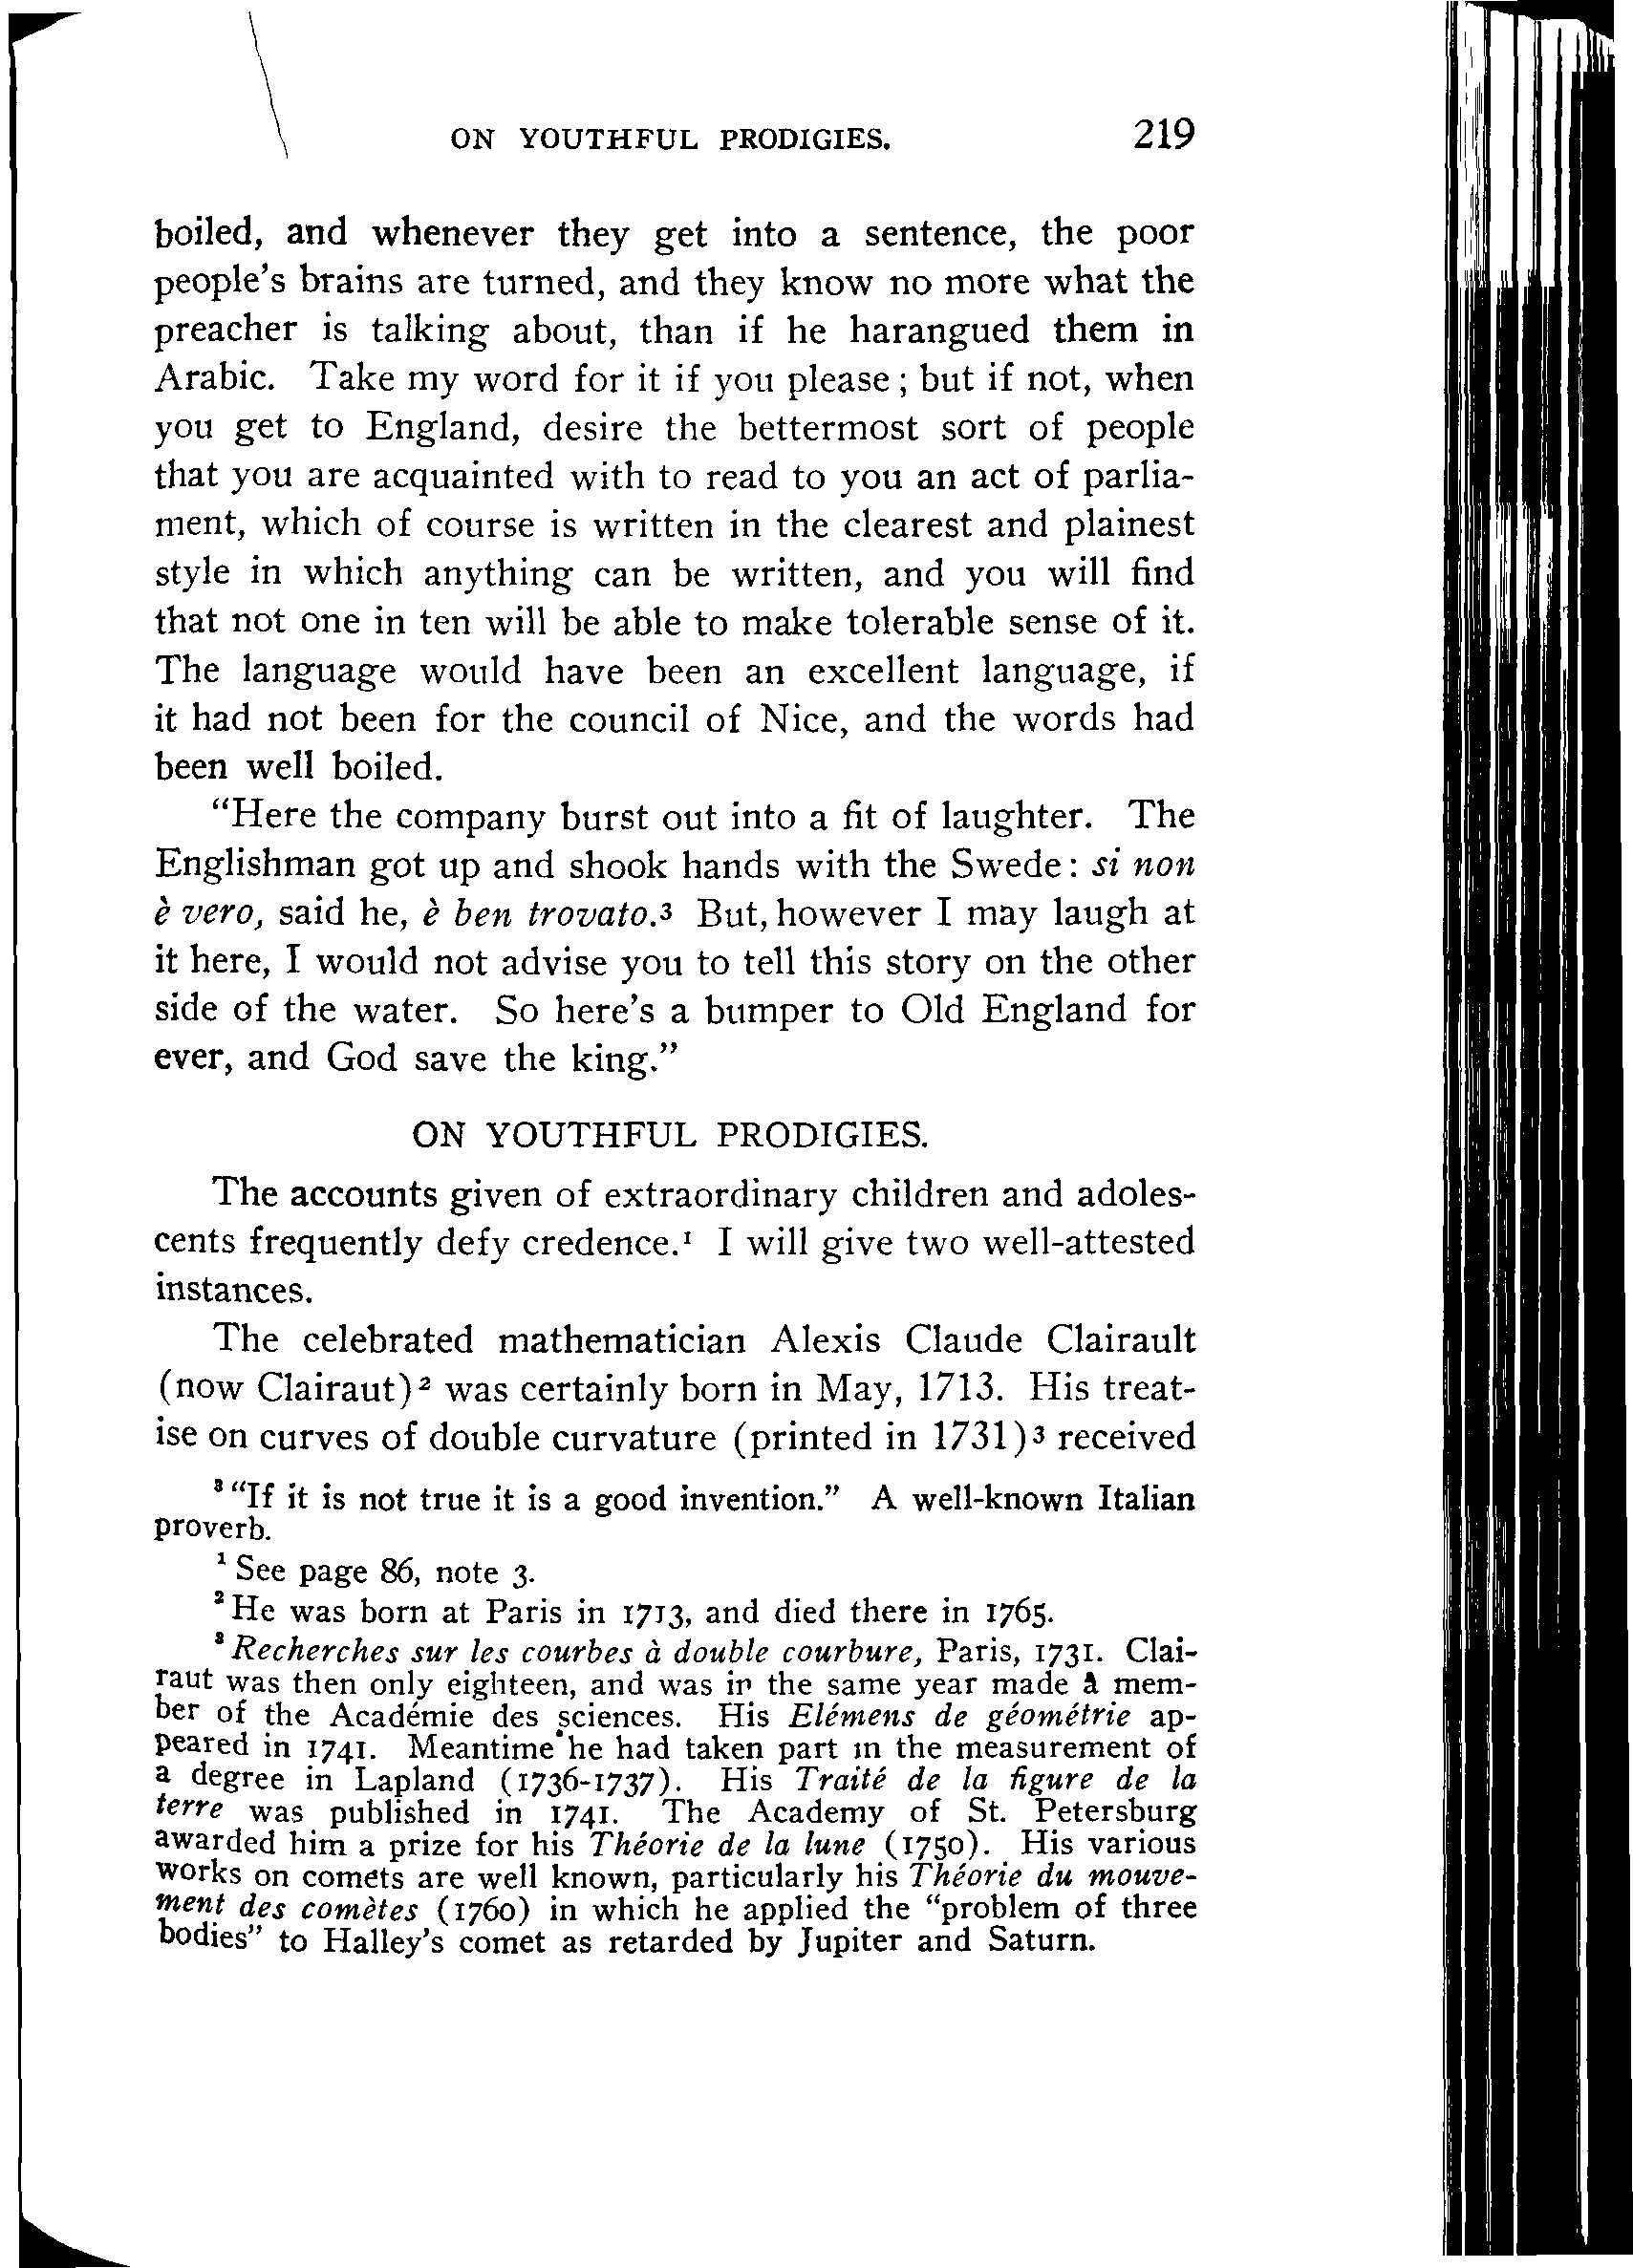 ON YOUTHFUL PRODIGIES. 219
boiled, and whenever they get into a sentence, the poor
people's brains are turned, and they know no more what the
preacher is talking about, than if he harangued them in
Arabic. Take my word for it if you please; but if not, when
you get to England, desire the bettermost sort of people
that you are acquainted with to read to you an act of parlia-
ment, which of course is written in the clearest and plainest
style in which anything can be written, and you will find
that not one in ten will be able to make tolerable sense of it.
The language would have been an excellent language, if
it had not been for the council of Nice, and the words had
been well boiled.
"Here the company burst out into a fit of laughter. The
Englishman got up and shook hands with the Swede: si non
è vero, said he, è ben trovato.³ But, however I may laugh at
it here, I would not advise you to tell this story on the other
side of the water. So here's a bumper to Old England for
ever, and God save the king."
ON YOUTHFUL PRODIGIES.
The accounts given of extraordinary children and adoles-
cents frequently defy credence.¹ I will give two well-attested
instances.
The celebrated mathematician Alexis Claude Clairault
(now Clairaut)² was certainly born in May, 1713. His treat-
ise on curves of double curvature (printed in 1731)³ received
³ "If it is not true it is a good invention." A well-known Italian
proverb.
¹ See page 86, note 3.
² He was born at Paris in 1713, and died there in 1765.
³ Recherches sur les courbes à double courbure, Paris, 1731. Clai-
raut was then only eighteen, and was in the same year made a mem-
ber of the Académie des sciences. His Elémens de géométrie ap-
peared in 1741. Meantime he had taken part in the measurement of
a degree in Lapland (1736-1737). His Traité de la figure de la
terre was published in 1741. The Academy of St. Petersburg
awarded him a prize for his Théorie de la lune (1750). His various
works on comets are well known, particularly his Théorie du mouve-
ment des comètes (1760) in which he applied the "problem of three
bodies" to Halley's comet as retarded by Jupiter and Saturn.